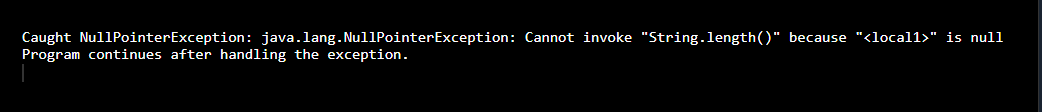 Caught NullPointerException: java.lang.NullPointerException: Cannot invoke "String.length()" because "<local1>" is null
Program continues after handling the exception.